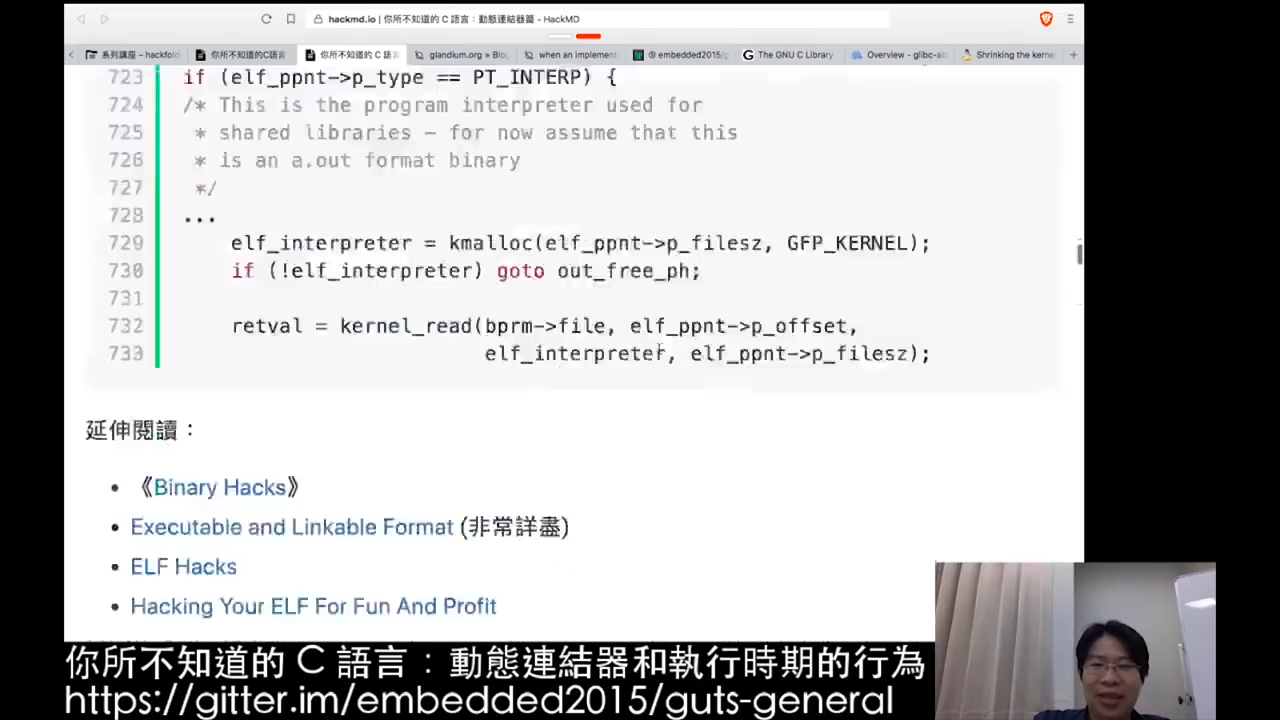 hackmd.io | 你所不知道的 C 語言：動態連結器篇 - HackMD
系列講座 – hackfold
你所不知道的C語言
你所不知道的 C 語
glandium.org » Blog
when an implement
® embedded2015/g
The GNU C Library
Overview - glibc-ab
Shrinking the kerne
723 if (elf_ppnt->p_type == PT_INTERP) {
724 /* This is the program interpreter used for
725 * shared libraries – for now assume that this
726 * is an a.out format binary
727 */
728 ...
729 elf_interpreter = kmalloc(elf_ppnt->p_filesz, GFP_KERNEL);
730 if (!elf_interpreter) goto out_free_ph;
731
732 retval = kernel_read(bprm->file, elf_ppnt->p_offset,
733 elf_interpreter, elf_ppnt->p_filesz);
延伸閱讀：
• 《Binary Hacks》
• Executable and Linkable Format (非常詳盡)
• ELF Hacks
• Hacking Your ELF For Fun And Profit
你所不知道的 C 語言：動態連結器和執行時期的行為
https://gitter.im/embedded2015/guts-general